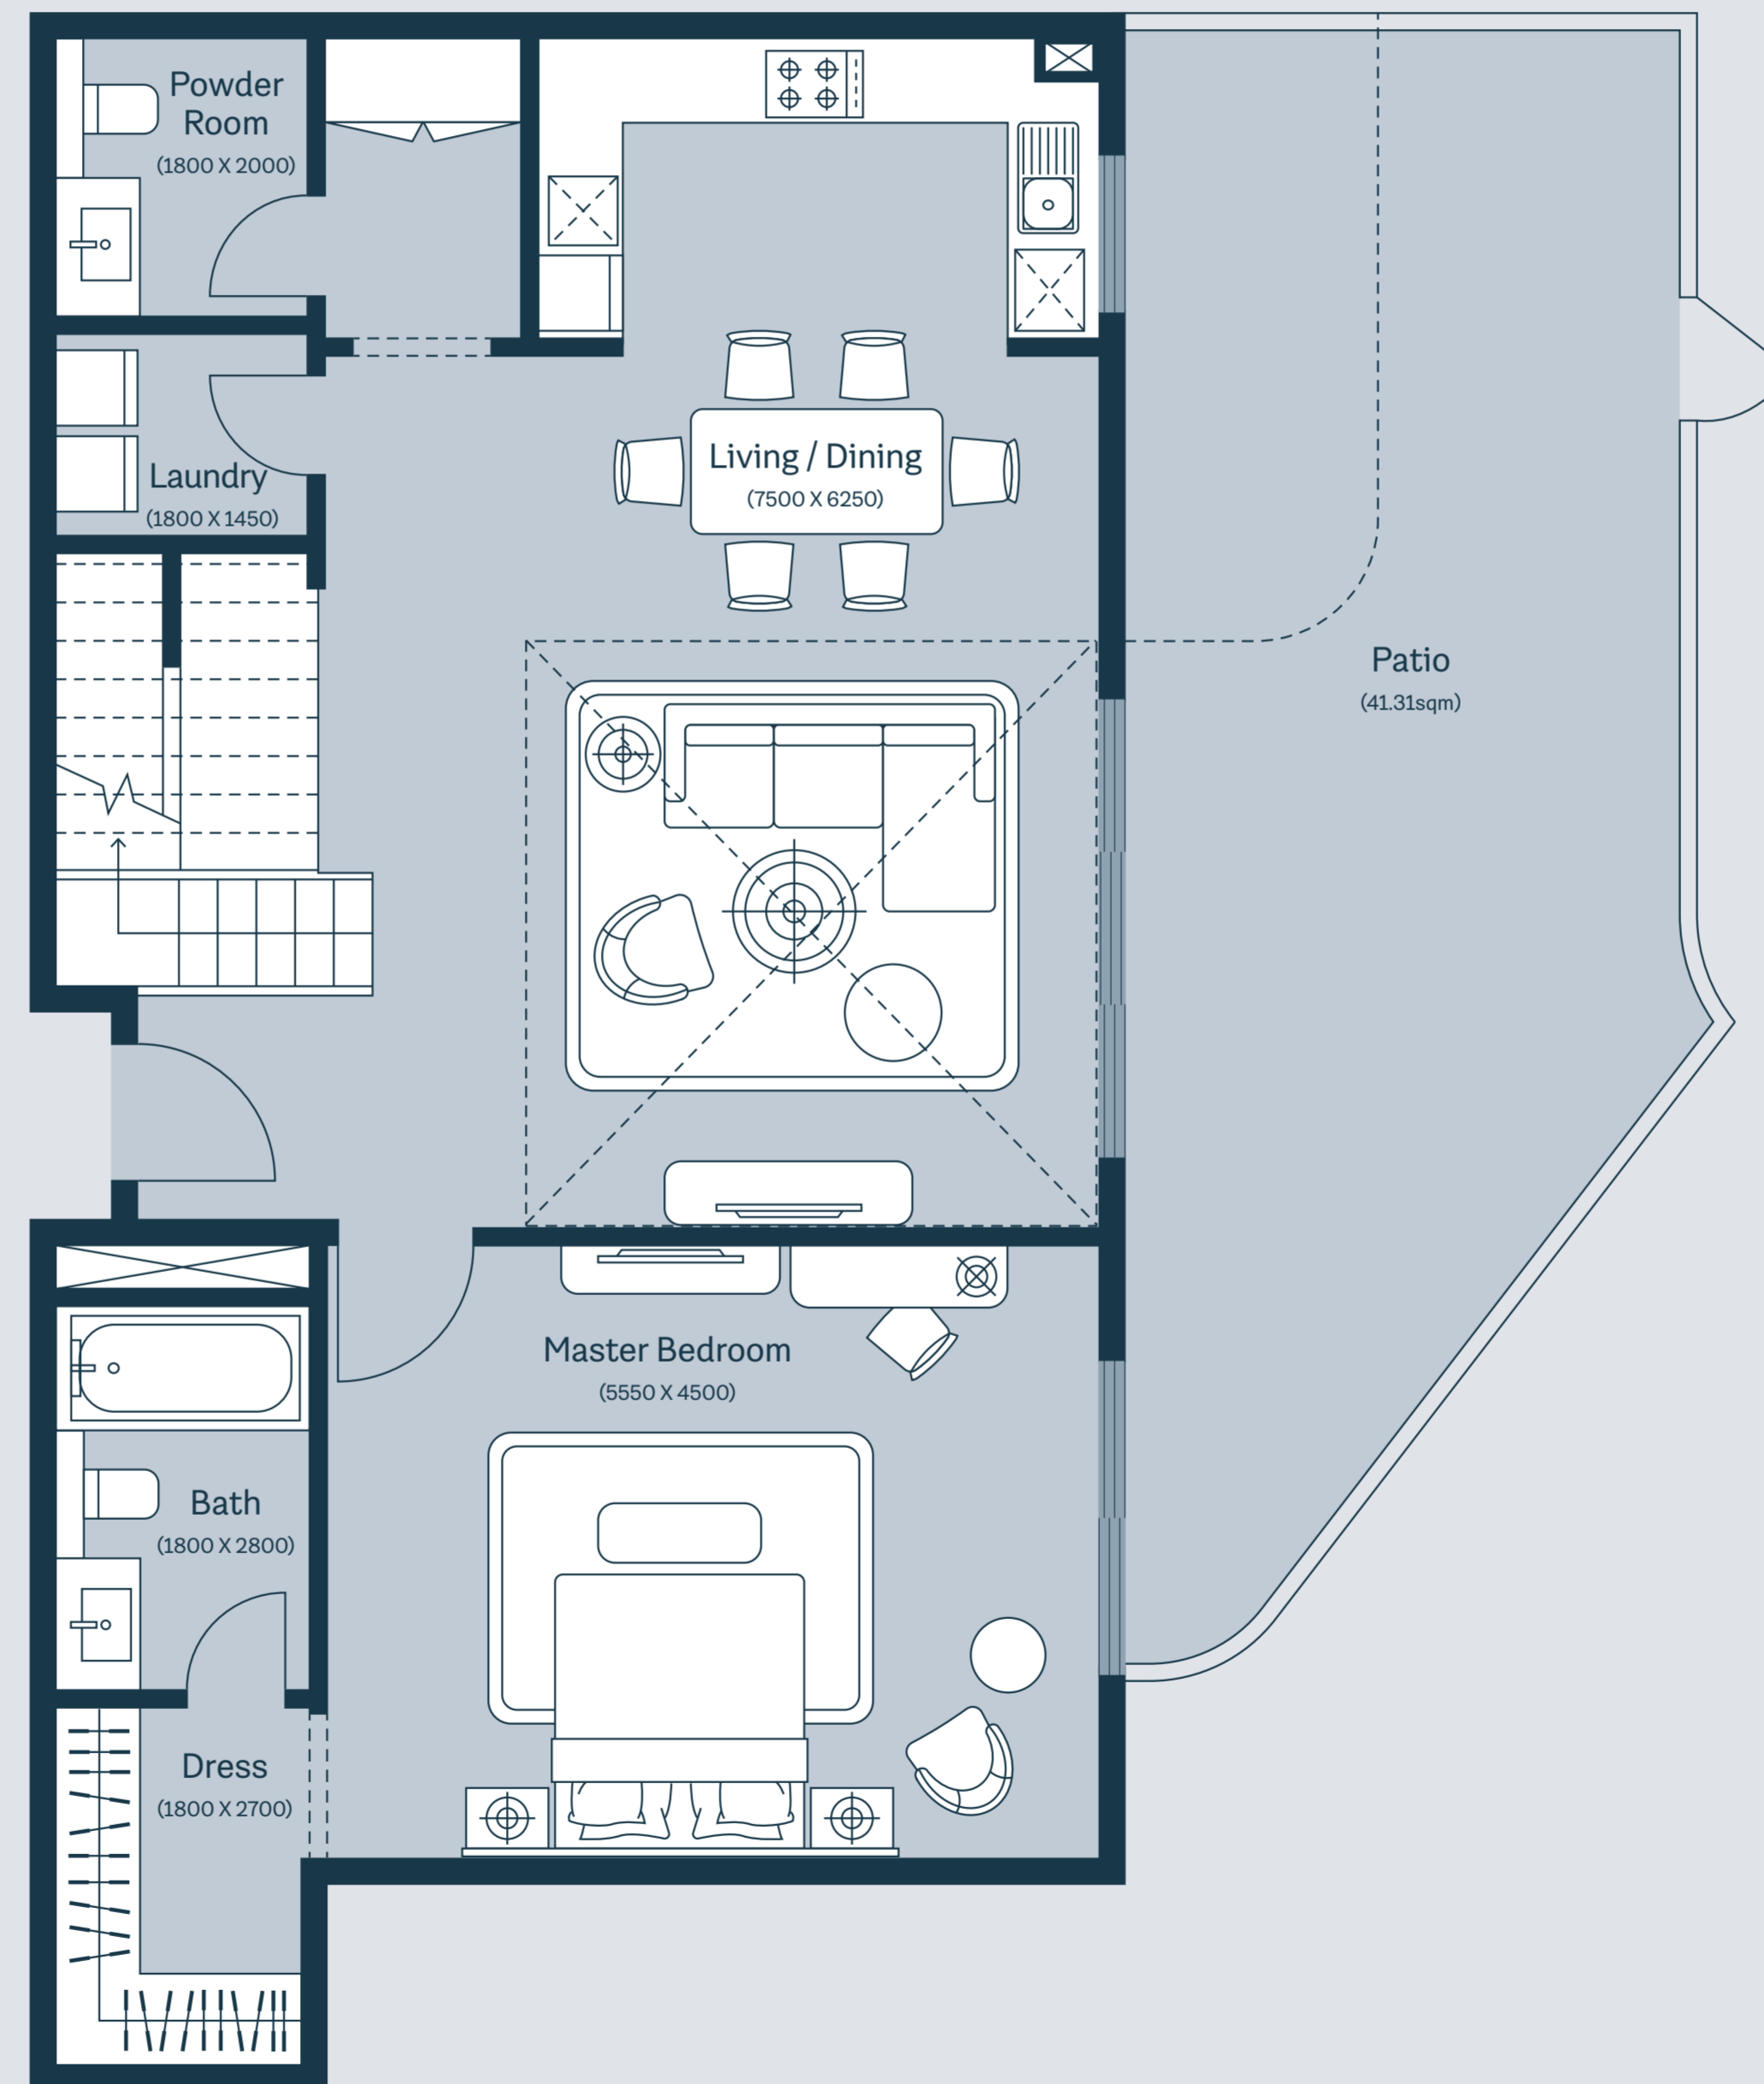 Powder
Room
(1800 X 2000)
Laundry
(1800 X 1450)
Living / Dining
(7500 X 6250)
Patio
(41.31sqm)
Master Bedroom
(5550 X 4500)
Bath
(1800 X 2800)
Dress
(1800 X 2700)